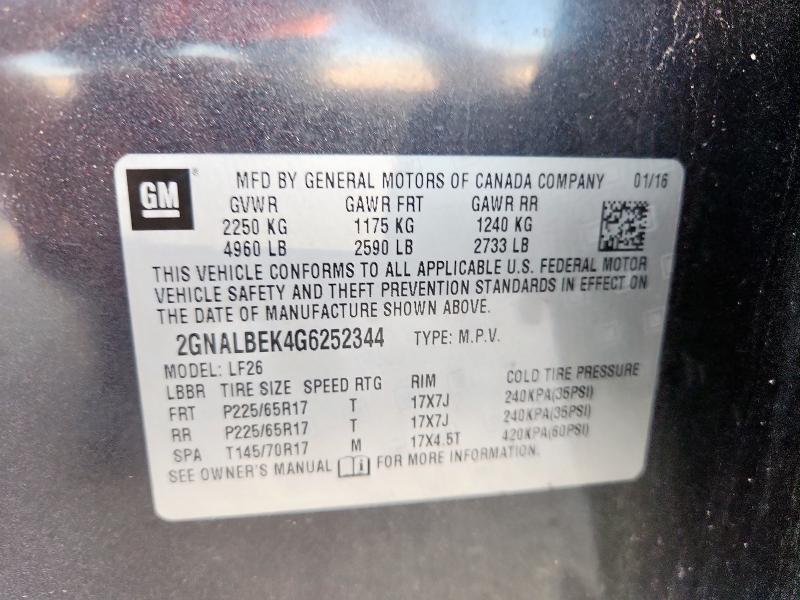 GM
MFD BY GENERAL MOTORS OF CANADA COMPANY 01/16
GVWR GAWR FRT GAWR RR
2250 KG 1175 KG 1240 KG
4960 LB 2590 LB 2733 LB
THIS VEHICLE CONFORMS TO ALL APPLICABLE U.S. FEDERAL MOTOR
VEHICLE SAFETY AND THEFT PREVENTION STANDARDS IN EFFECT ON
THE DATE OF MANUFACTURE SHOWN ABOVE.
2GNALBEK4G6252344 TYPE: M.P.V.
MODEL: LF26
LBBR TIRE SIZE SPEED RTG RIM COLD TIRE PRESSURE
FRT P225/65R17 T 17X7J 240KPA(35PSI)
RR P225/65R17 T 17X7J 240KPA(35PSI)
SPA T145/70R17 M 17X4.5T 420KPA(60PSI)
SEE OWNER'S MANUAL FOR MORE INFORMATION.